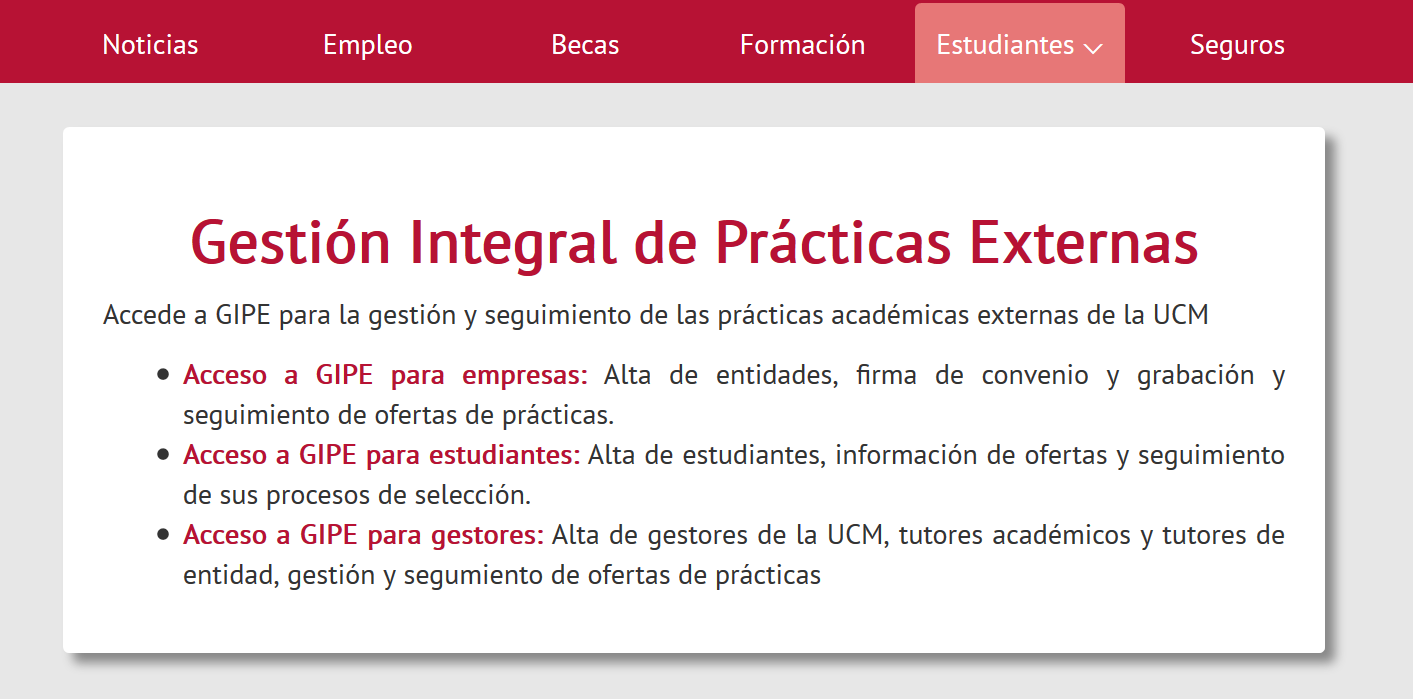 Noticias Empleo Becas Formación Estudiantes Seguros
Gestión Integral de Prácticas Externas
Accede a GIPE para la gestión y seguimiento de las prácticas académicas externas de la UCM
Acceso a GIPE para empresas: Alta de entidades, firma de convenio y grabación y
seguimiento de ofertas de prácticas.
Acceso a GIPE para estudiantes: Alta de estudiantes, información de ofertas y seguimiento
de sus procesos de selección.
Acceso a GIPE para gestores: Alta de gestores de la UCM, tutores académicos y tutores de
entidad, gestión y segumiento de ofertas de prácticas